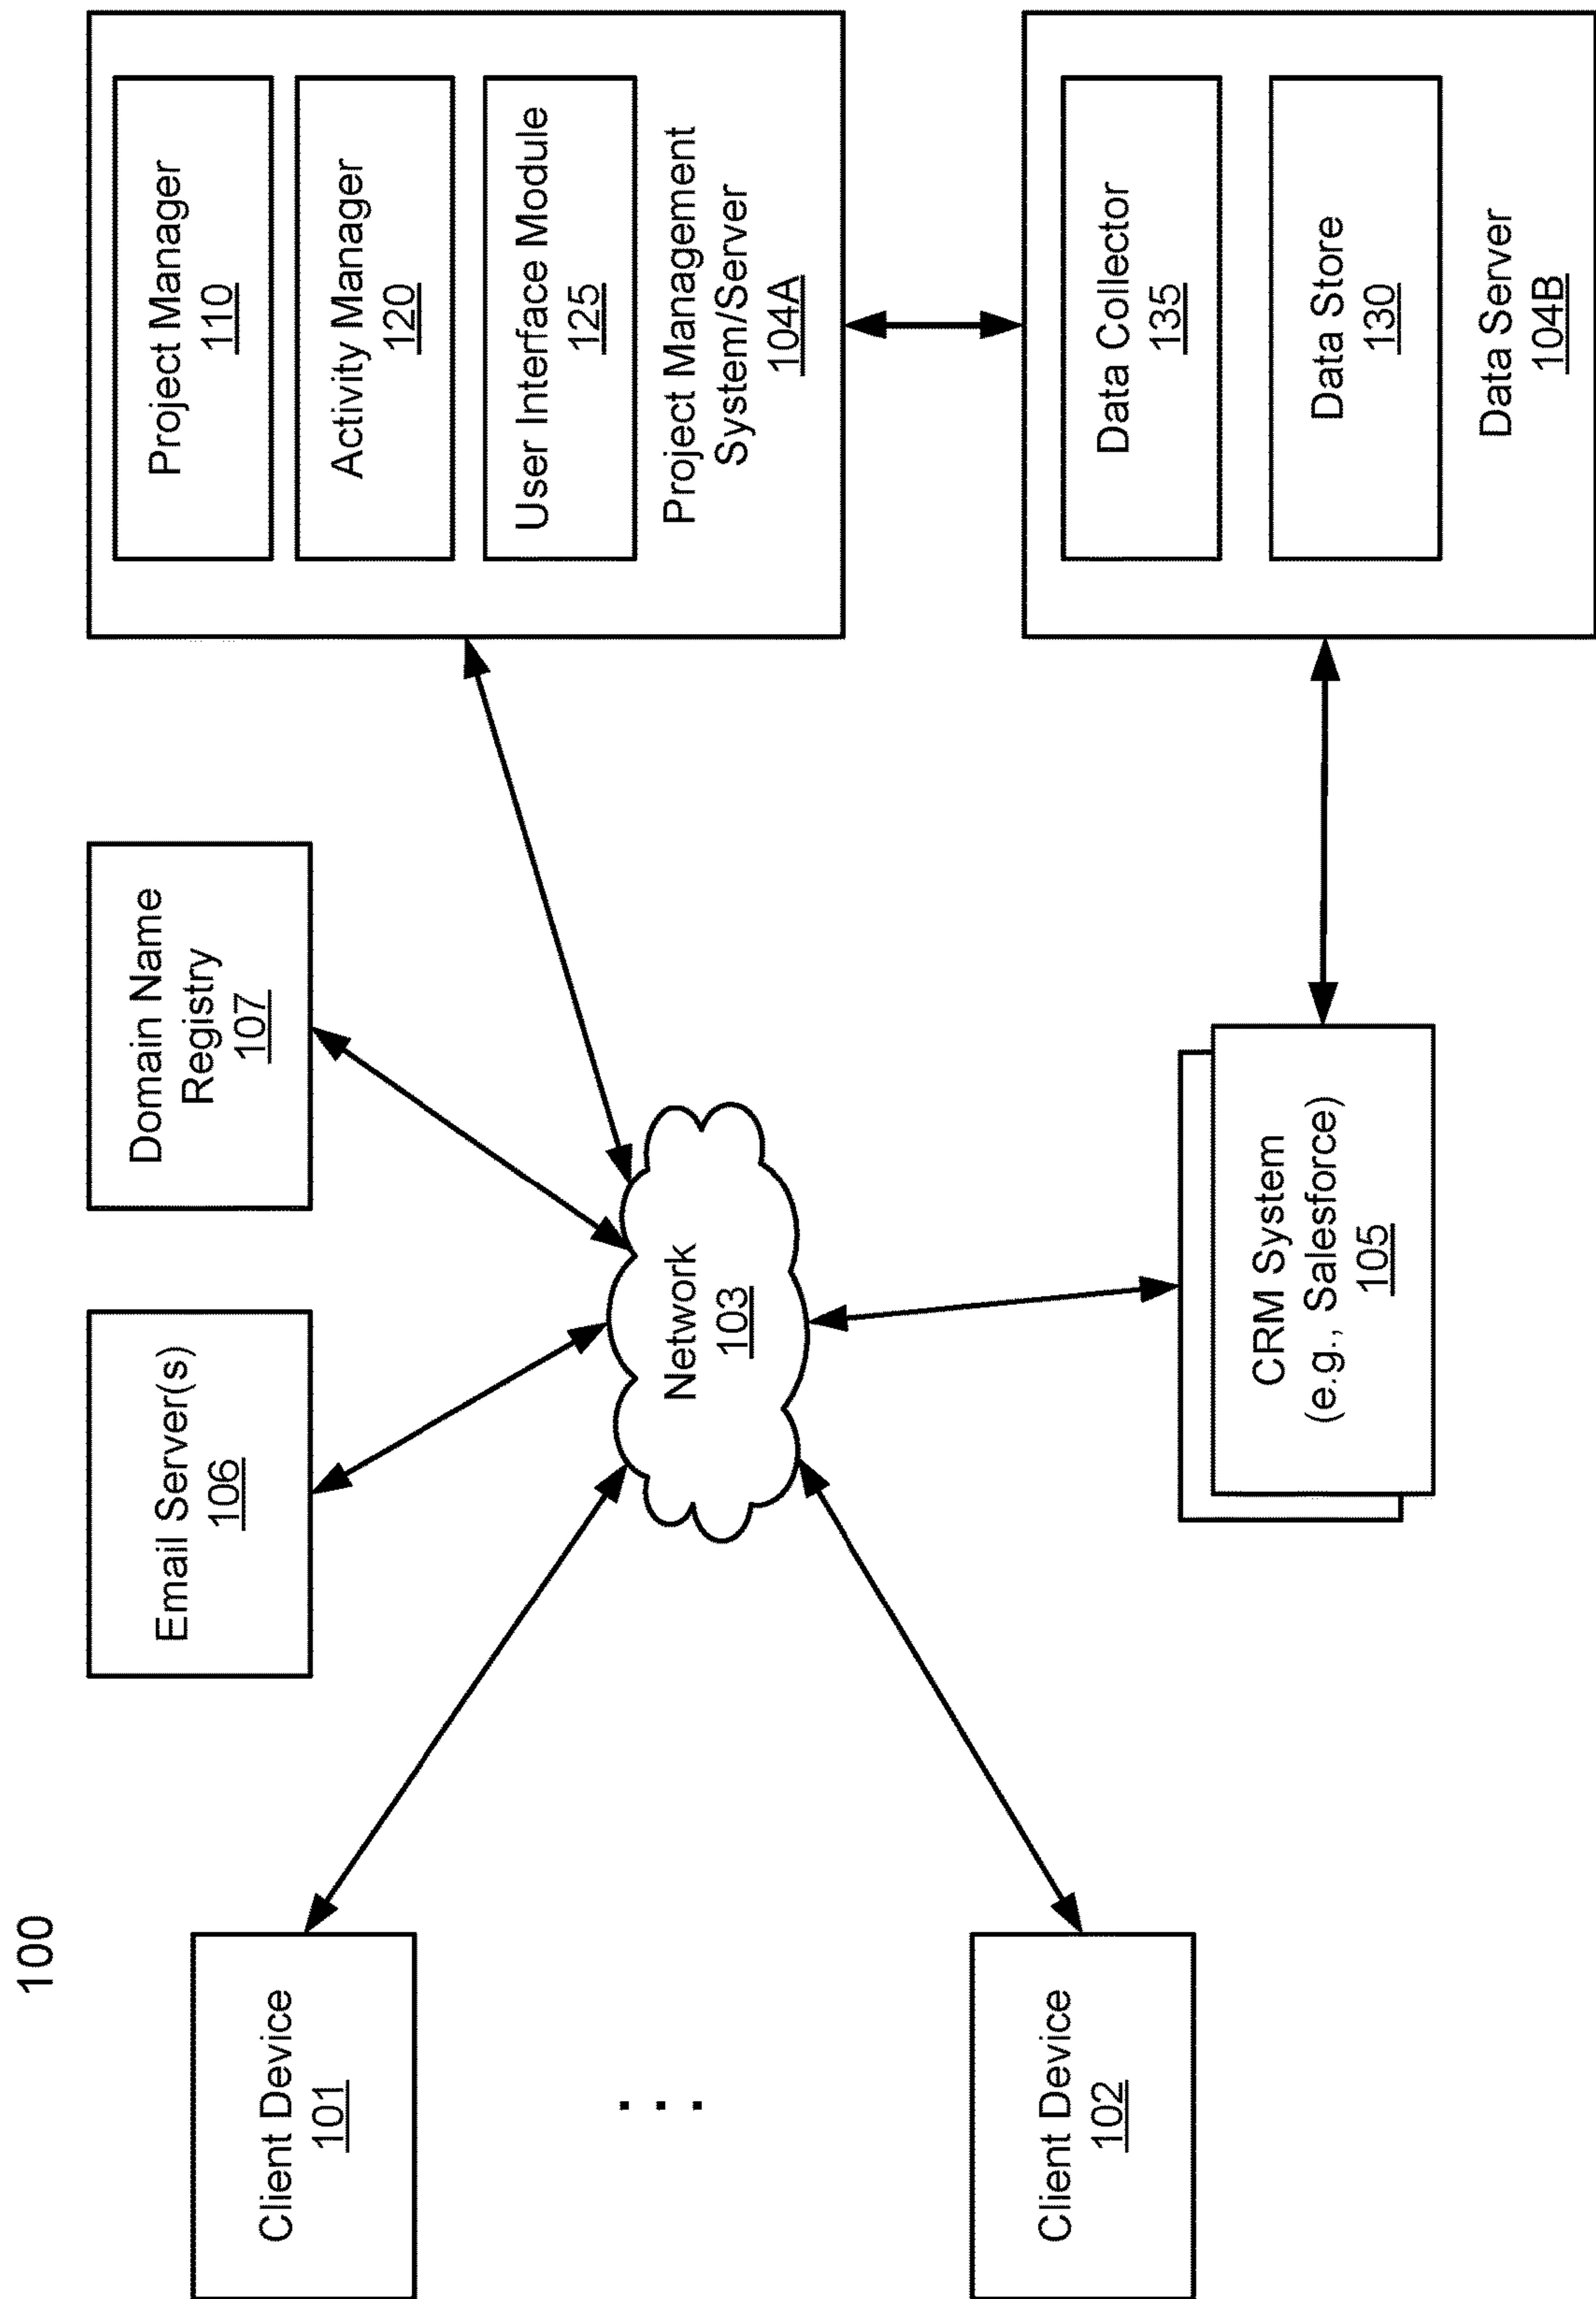 100
Client Device
101
Client Device
102
Email Server(s)
106
Domain Name
Registry
107
Network
103
CRM System
(e.g., Salesforce)
105
Project Manager
110
Activity Manager
120
User Interface Module
125
Project Management
System/Server
104A
Data Collector
135
Data Store
130
Data Server
104B